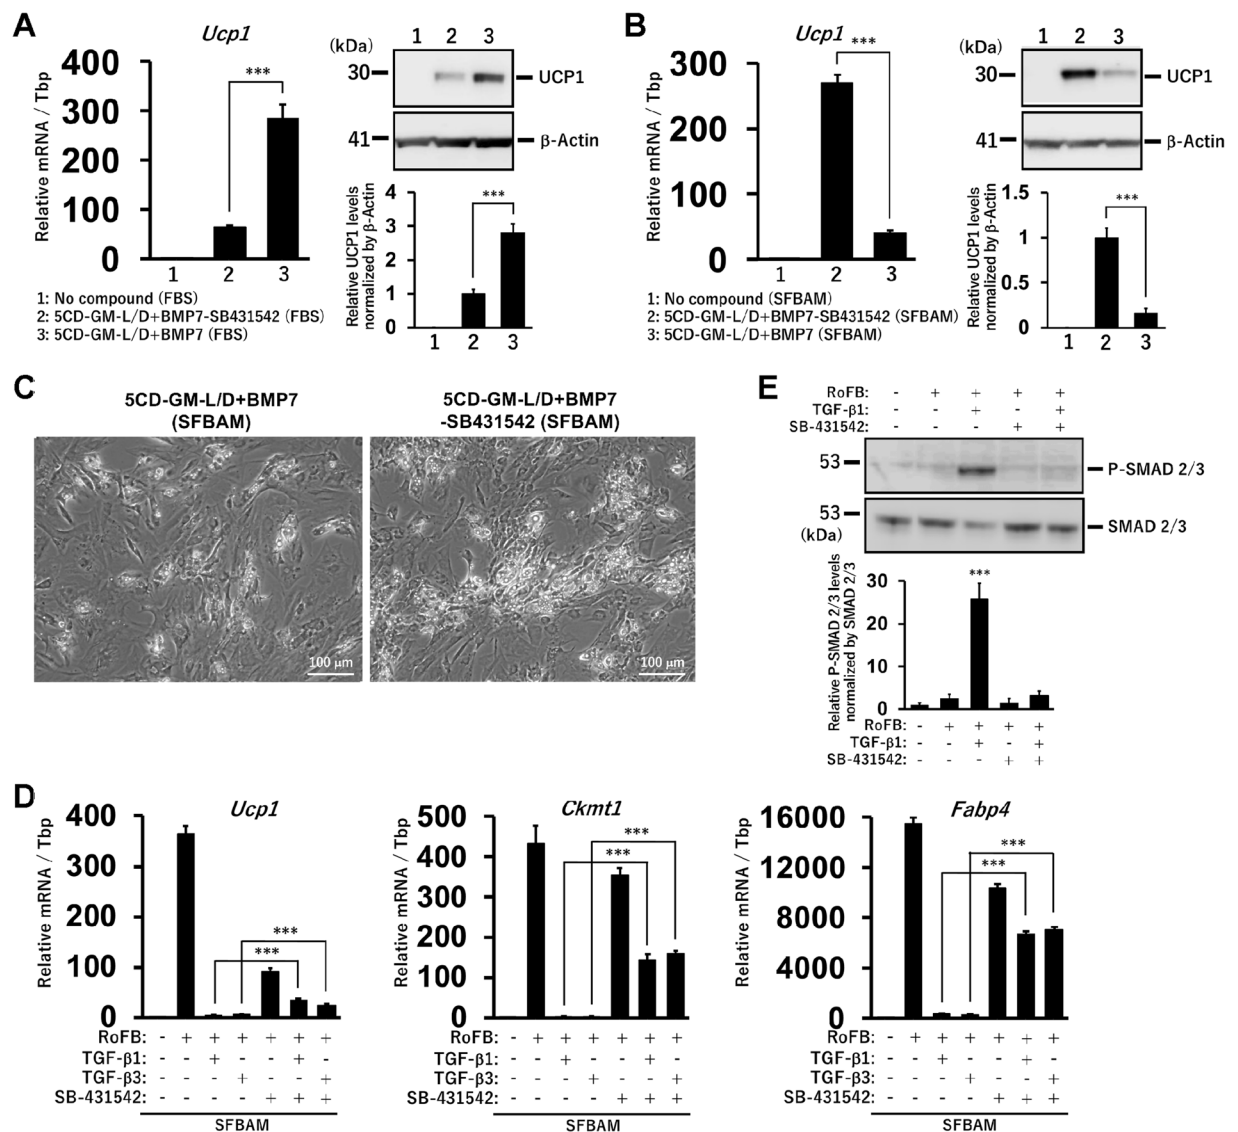 A
Ucp1
Relative mRNA / Tbp
400
300
200
100
0
***
1 2 3
1: No compound (FBS)
2: 5CD-GM-L/D+BMP7-SB431542 (FBS)
3: 5CD-GM-L/D+BMP7 (FBS)
(kDa) 1 2 3
30 UCP1
41 β-Actin
Relative UCP1 levels
normalized by β-Actin
4
3
2
1
0
***
1 2 3
B
Ucp1
Relative mRNA / Tbp
300
200
100
0
***
1 2 3
1: No compound (SFBAM)
2: 5CD-GM-L/D+BMP7-SB431542 (SFBAM)
3: 5CD-GM-L/D+BMP7 (SFBAM)
(kDa) 1 2 3
30 UCP1
41 β-Actin
Relative UCP1 levels
normalized by β-Actin
1.5
1
0.5
0
***
1 2 3
C
5CD-GM-L/D+BMP7
(SFBAM)
100 µm
5CD-GM-L/D+BMP7
-SB431542 (SFBAM)
100 µm
E
RoFB: - + + + +
TGF-β1: - - + - +
SB-431542: - - - + +
53 P-SMAD 2/3
53 SMAD 2/3
(kDa)
Relative P-SMAD 2/3 levels
normalized by SMAD 2/3
30
20
10
0
***
RoFB: - + + + +
TGF-β1: - - + - +
SB-431542: - - - + +
D
Ucp1
Relative mRNA / Tbp
400
300
200
100
0
***
***
RoFB: - + + + + + +
TGF-β1: - - + - - + -
TGF-β3: - - - + - - +
SB-431542: - - - - + + +
SFBAM
Ckmt1
Relative mRNA / Tbp
500
400
300
200
100
0
***
***
RoFB: - + + + + + +
TGF-β1: - - + - - + -
TGF-β3: - - - + - - +
SB-431542: - - - - + + +
SFBAM
Fabp4
Relative mRNA / Tbp
16000
12000
8000
4000
0
***
***
RoFB: - + + + + + +
TGF-β1: - - + - - + -
TGF-β3: - - - + - - +
SB-431542: - - - - + + +
SFBAM